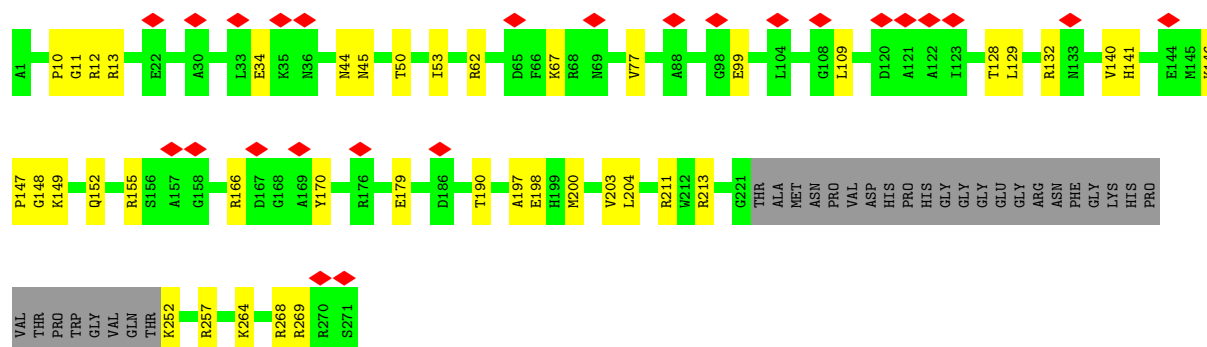 A1 P10 G11 R12 R13 E22 A30 L33 E34 K35 N36 N44 N45 T50 I53 R62 D65 F66 K67 R68 N69 V77 A88 G98 E99 L104 G108 L109 D120 A121 A122 I123 T128 L129 R132 N133 V140 H141 E144 M145 K146
P147 G148 K149 Q152 R155 S156 A157 G158 R166 D167 G168 A169 Y170 R176 E179 D186 T190 A197 E198 H199 M200 V203 L204 R211 W212 R213 G221 THR ALA MET ASN PRO VAL ASP HIS PRO HIS GLY GLY GLY GLU GLY ARG ASN PHE GLY LYS HIS PRO
VAL THR PRO TRP GLY VAL GLN THR K252 R257 K264 R268 R269 R270 S271